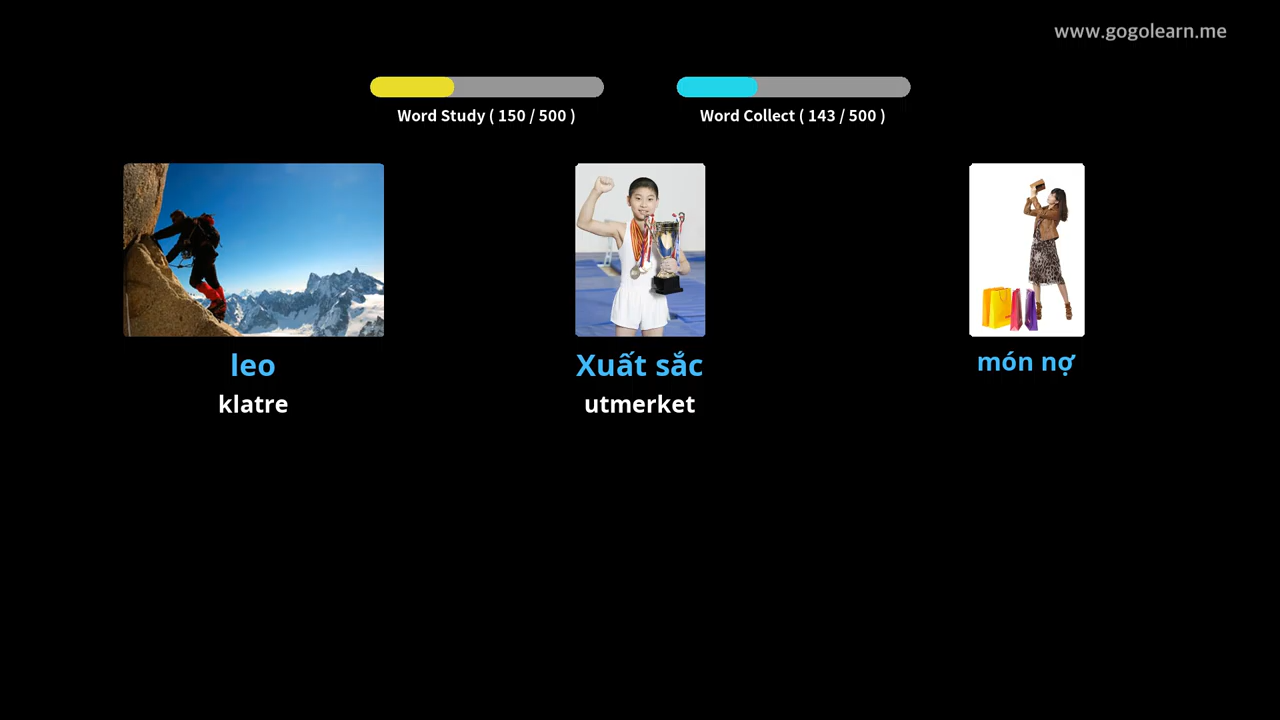 www.gogolearn.me
Word Study ( 150 / 500 )
Word Collect ( 143 / 500 )
leo
klatre
Xuất sắc
utmerket
món nợ